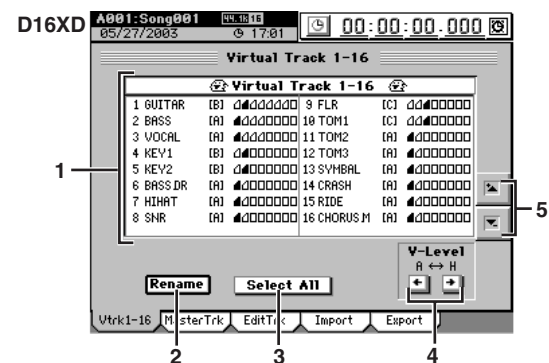 D16XD
A001:Song001 44.1K 16
05/27/2003 17:01 00:00:00.000
Virtual Track 1-16
Virtual Track 1-16
1 GUITAR [B] 9 FLR [C]
2 BASS [A] 10 TOM1 [C]
3 VOCAL [A] 11 TOM2 [A]
4 KEY1 [B] 12 TOM3 [A]
5 KEY2 [B] 13 SYMBAL [A]
6 BASS.DR [A] 14 CRASH [A]
7 HIHAT [A] 15 RIDE [A]
8 SNR [A] 16 CHORUS.M [A]
1
5
V-Level
A ↔ H
Rename Select All
Vtrk1-16 MasterTrk EditTrk Import Export
2 3 4